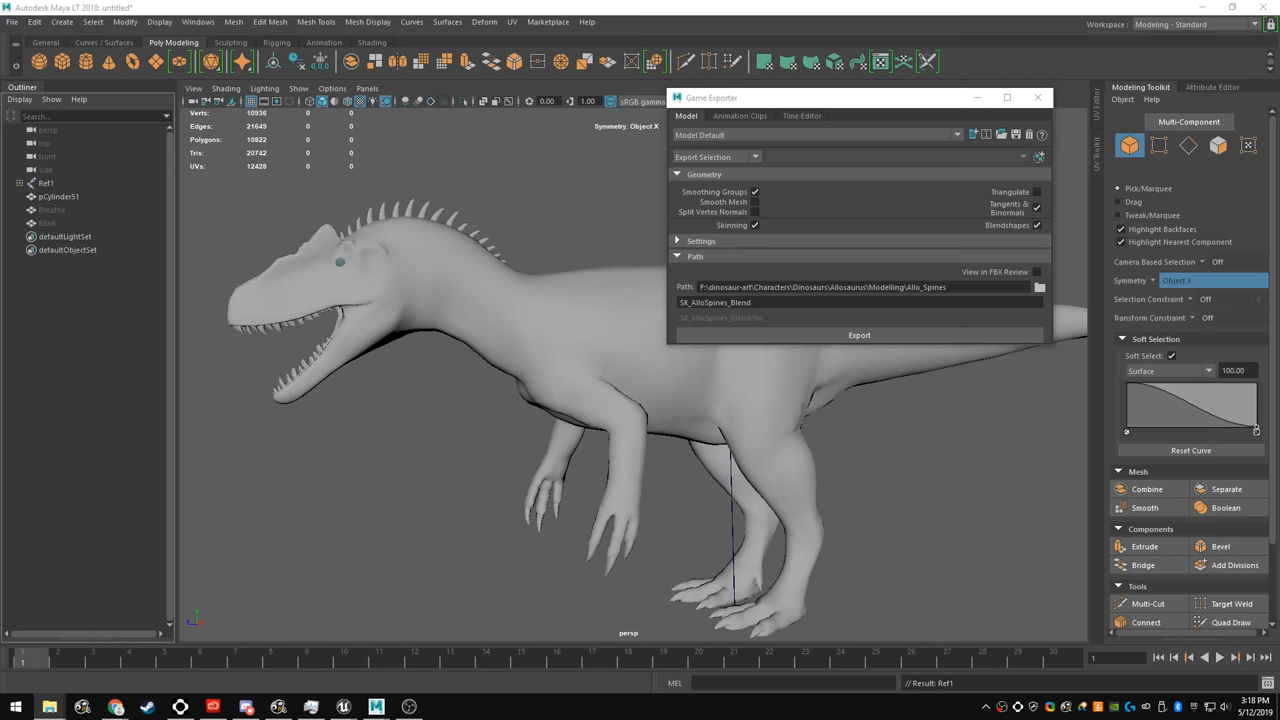 Autodesk Maya LT 2018: untitled*
File Edit Create Select Modify Display Windows Mesh Edit Mesh Mesh Tools Mesh Display Curves Surfaces Deform UV Marketplace Help
Workspace : Modeling - Standard
General Curves / Surfaces Poly Modeling Sculpting Rigging Animation Shading
Outliner
Display Show Help
Search...
persp
top
front
side
Ref1
pCylinder51
Breathe
Blink
defaultLightSet
defaultObjectSet
View Shading Lighting Show Options Panels
0.00 1.00 sRGB gamma
Verts: 10936 0 0
Edges: 21649 0 0
Polygons: 10822 0 0
Tris: 20742 0 0
UVs: 12428 0 0
Symmetry: Object X
persp
Game Exporter
Model Animation Clips Time Editor
Model Default
Export Selection
Geometry
Smoothing Groups Triangulate
Smooth Mesh
Tangents &
Binormals
Split Vertex Normals
Skinning Blendshapes
Settings
Path
View in FBX Review
Path: F:\dinosaur-art\Characters\Dinosaurs\Allosaurus\Modelling\Allo_Spines
SK_AlloSpines_Blend
SK_AlloSpines_Blend.fbx
Export
UV Editor
UV Toolkit
Modeling Toolkit Attribute Editor
Object Help
Multi-Component
Pick/Marquee
Drag
Tweak/Marquee
Highlight Backfaces
Highlight Nearest Component
Camera Based Selection Off
Symmetry Object X
Selection Constraint Off 0
Transform Constraint Off
Soft Selection
Soft Select:
Surface 100.00
Reset Curve
Mesh
Combine Separate
Smooth Boolean
Components
Extrude Bevel
Bridge Add Divisions
Tools
Multi-Cut Target Weld
Connect Quad Draw
1 2 3 4 5 6 7 8 9 10 11 12 13 14 15 16 17 18 19 20 21 22 23 24 25 26 27 28 29 30
1 1
MEL // Result: Ref1
3:18 PM
5/12/2019